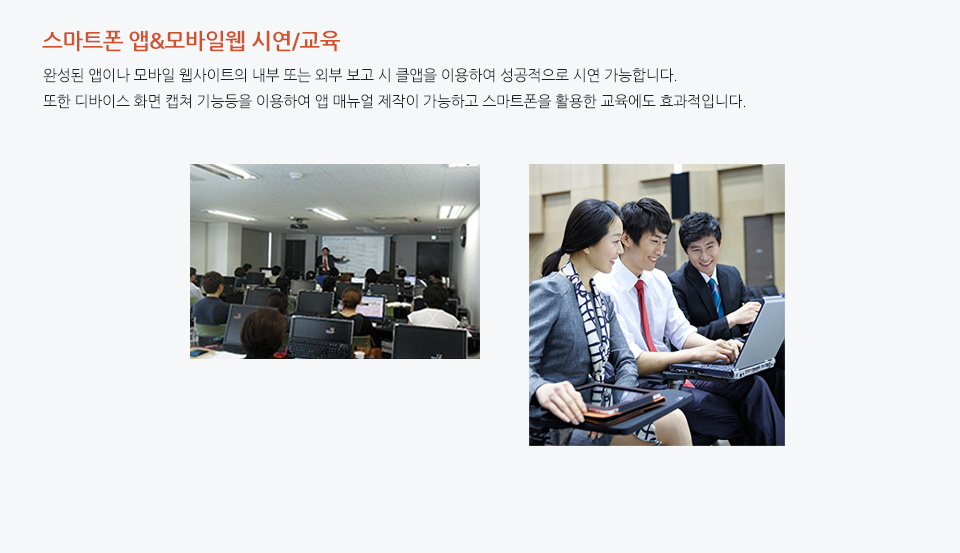 스마트폰 앱&모바일웹 시연/교육
완성된 앱이나 모바일 웹사이트의 내부 또는 외부 보고 시 클앱을 이용하여 성공적으로 시연 가능합니다.
또한 디바이스 화면 캡쳐 기능등을 이용하여 앱 매뉴얼 제작이 가능하고 스마트폰을 활용한 교육에도 효과적입니다.